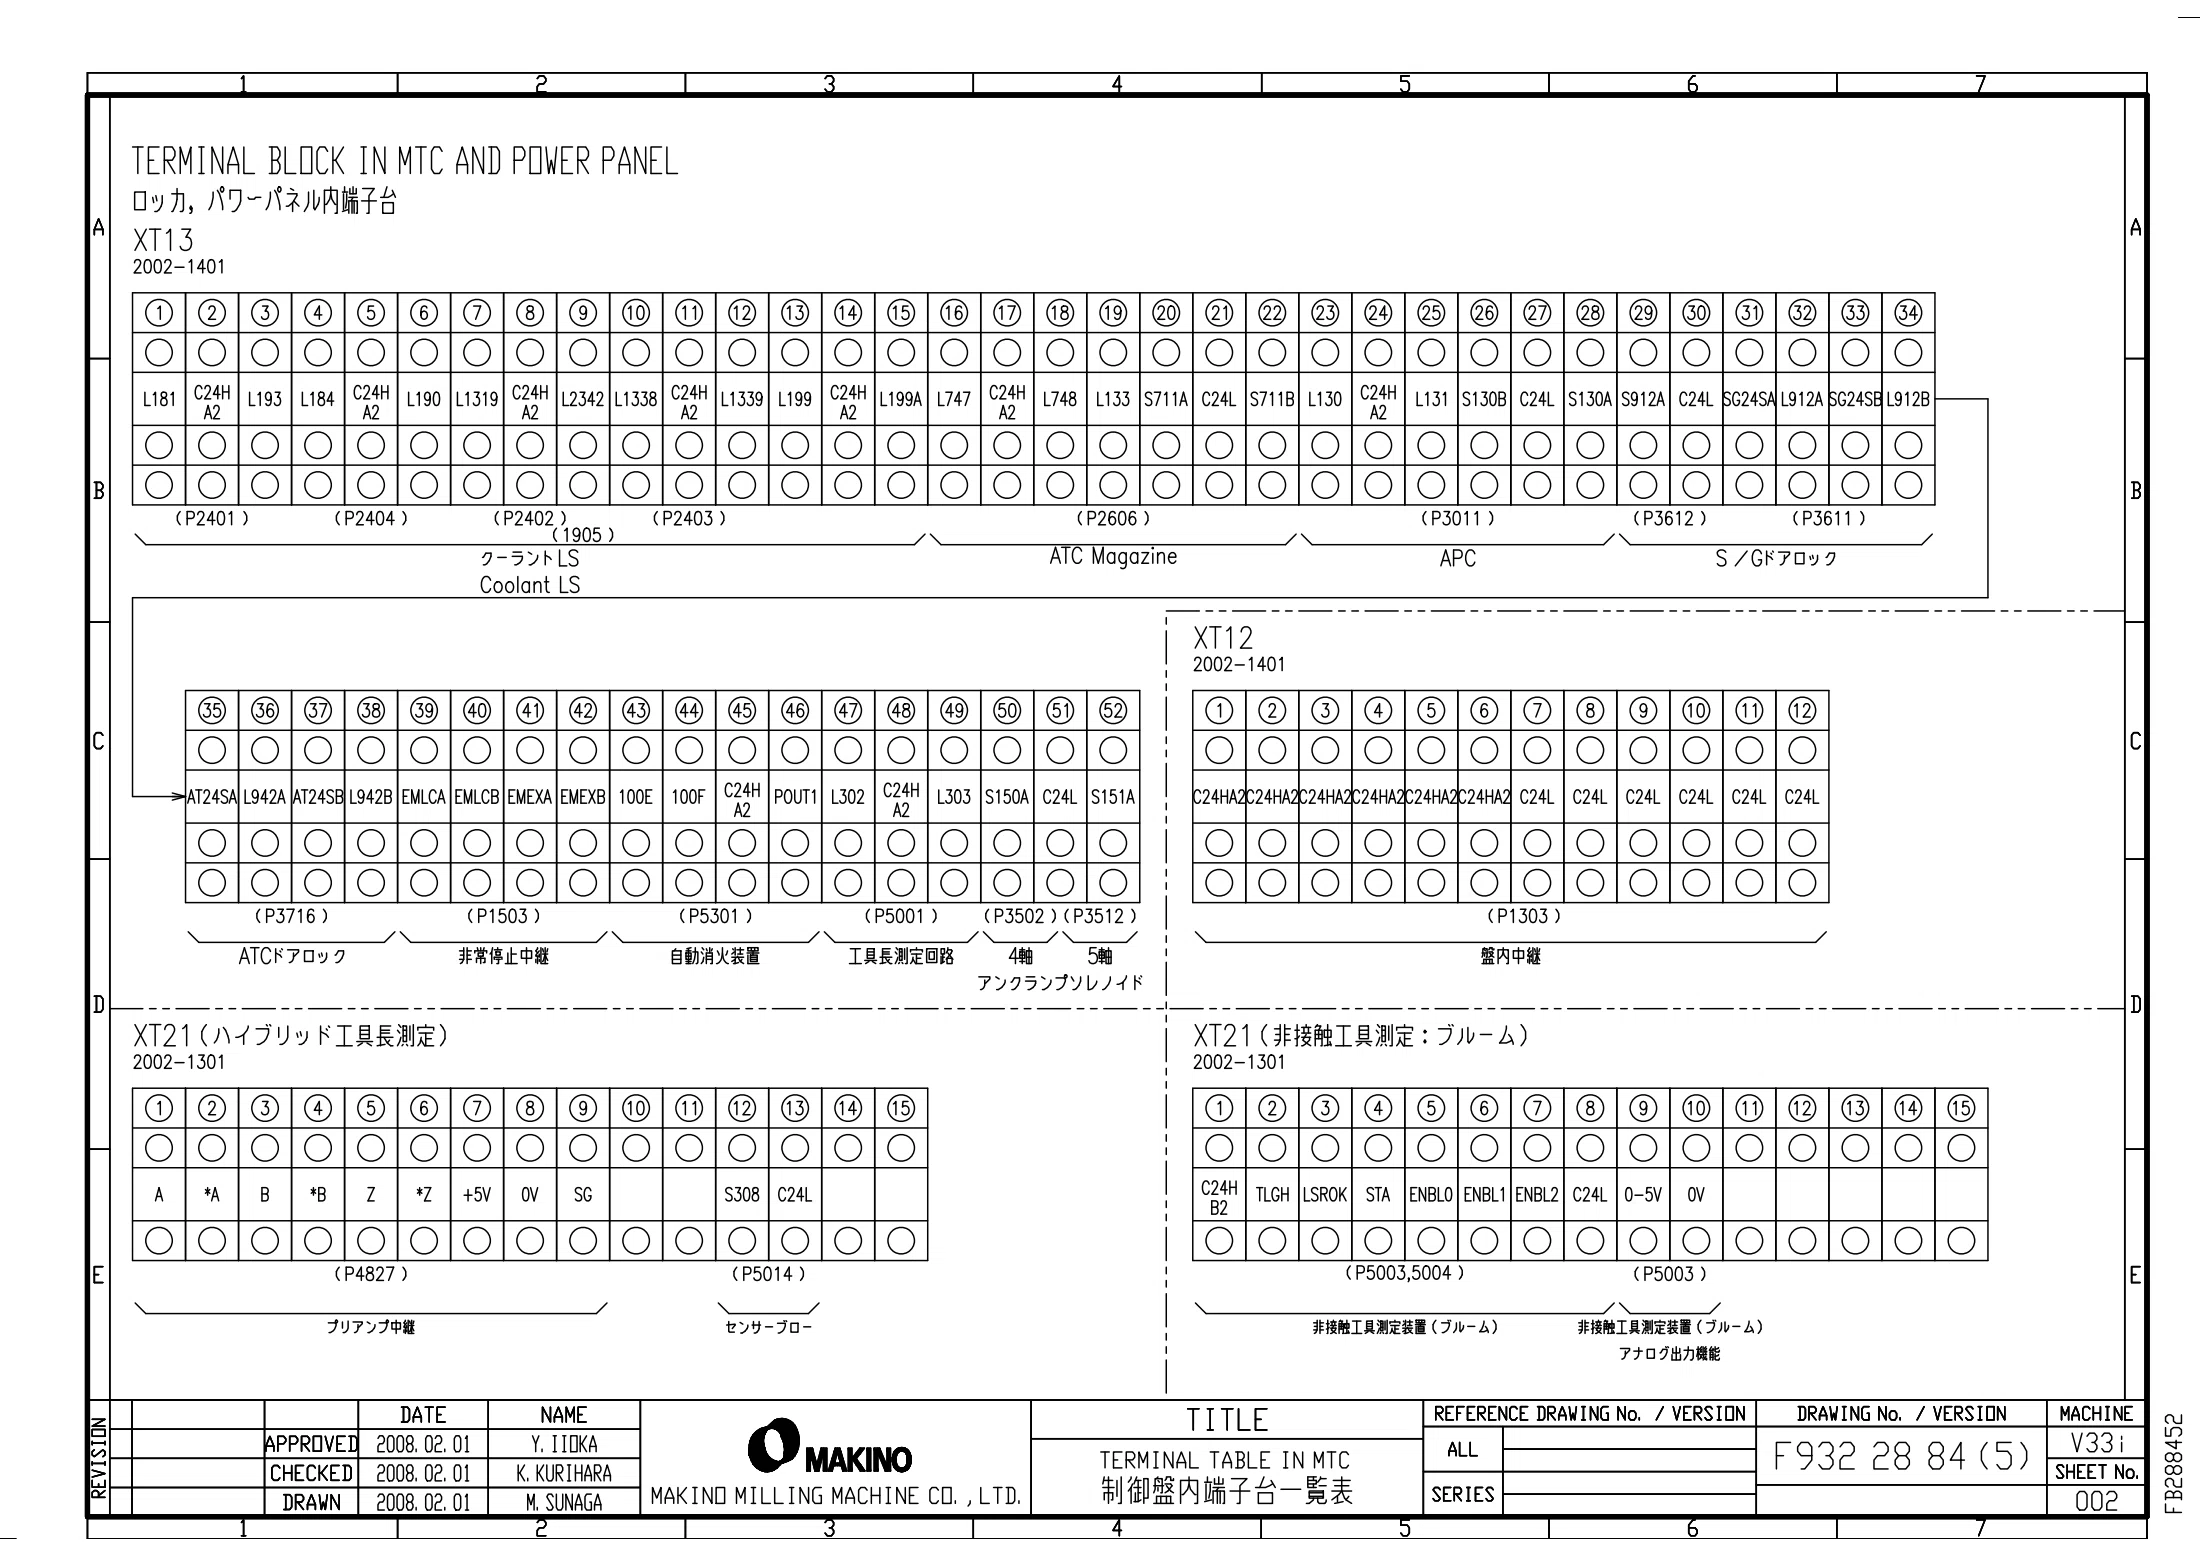 1 2 3 4 5 6 7
TERMINAL BLOCK IN MTC AND POWER PANEL
ロッカ, パワーパネル内端子台
XT13
2002-1401
① ② ③ ④ ⑤ ⑥ ⑦ ⑧ ⑨ ⑩ ⑪ ⑫ ⑬ ⑭ ⑮ ⑯ ⑰ ⑱ ⑲ ⑳ ㉑ ㉒ ㉓ ㉔ ㉕ ㉖ ㉗ ㉘ ㉙ ㉚ ㉛ ㉜ ㉝ ㉞
L181 C24HA2 L193 L184 C24HA2 L190 L1319 C24HA2 L2342 L1338 C24HA2 L1339 L199 C24HA2 L199A L747 C24HA2 L748 L133 S711A C24L S711B L130 C24HA2 L131 S130B C24L S130A S912A C24L SG24SA L912A SG24SB L912B
(P2401) (P2404) (P2402) (P2403) (P2606) (P3011) (P3612) (P3611)
(1905)
クーラントLS ATC Magazine APC S/Gドアロック
Coolant LS
㉟ ㊱ ㊲ ㊳ ㊴ ㊵ ㊶ ㊷ ㊸ ㊹ ㊺ ㊻ ㊼ ㊽ ㊾ ㊿ 51 52
AT24SA L942A AT24SB L942B EMLCA EMLCB EMEXA EMEXB 100E 100F C24HA2 POUT1 L302 C24HA2 L303 S150A C24L S151A
(P3716) (P1503) (P5301) (P5001) (P3502) (P3512)
ATCドアロック 非常停止中継 自動消火装置 工具長測定回路 4軸 5軸
アンクランプソレノイド
XT12
2002-1401
① ② ③ ④ ⑤ ⑥ ⑦ ⑧ ⑨ ⑩ ⑪ ⑫
C24HA2 C24HA2 C24HA2 C24HA2 C24HA2 C24HA2 C24L C24L C24L C24L C24L C24L
(P1303)
盤内中継
XT21(ハイブリッド工具長測定)
2002-1301
① ② ③ ④ ⑤ ⑥ ⑦ ⑧ ⑨ ⑩ ⑪ ⑫ ⑬ ⑭ ⑮
A *A B *B Z *Z +5V 0V SG S308 C24L
(P4827) (P5014)
プリアンプ中継 センサーブロー
XT21(非接触工具測定:ブルーム)
2002-1301
① ② ③ ④ ⑤ ⑥ ⑦ ⑧ ⑨ ⑩ ⑪ ⑫ ⑬ ⑭ ⑮
C24HB2 TLGH LSROK STA ENBL0 ENBL1 ENBL2 C24L 0-5V 0V
(P5003,5004) (P5003)
非接触工具測定装置(ブルーム) 非接触工具測定装置(ブルーム)
アナログ出力機能
A A
B B
C C
D D
E E
REVISION
DATE NAME
APPROVED 2008.02.01 Y. IIOKA
CHECKED 2008.02.01 K. KURIHARA
DRAWN 2008.02.01 M. SUNAGA
MAKINO
MAKINO MILLING MACHINE CO., LTD.
TITLE
TERMINAL TABLE IN MTC
制御盤内端子台一覧表
REFERENCE DRAWING No. / VERSION
ALL
SERIES
DRAWING No. / VERSION
F932 28 84(5)
MACHINE
V33i
SHEET No.
002
FB288452
1 2 3 4 5 6 7